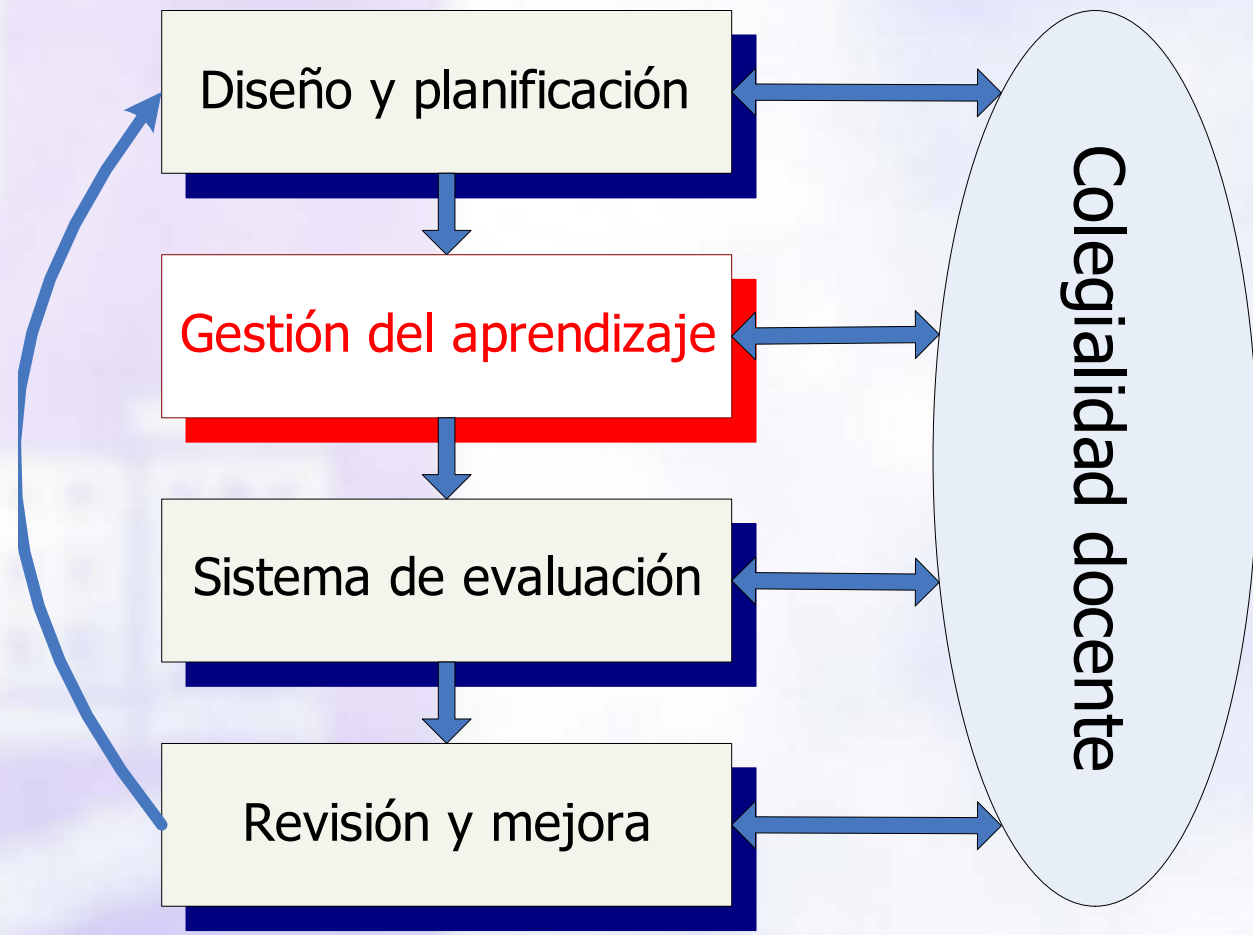 Diseño y planificación
Gestión del aprendizaje
Sistema de evaluación
Revisión y mejora
Colegialidad docente